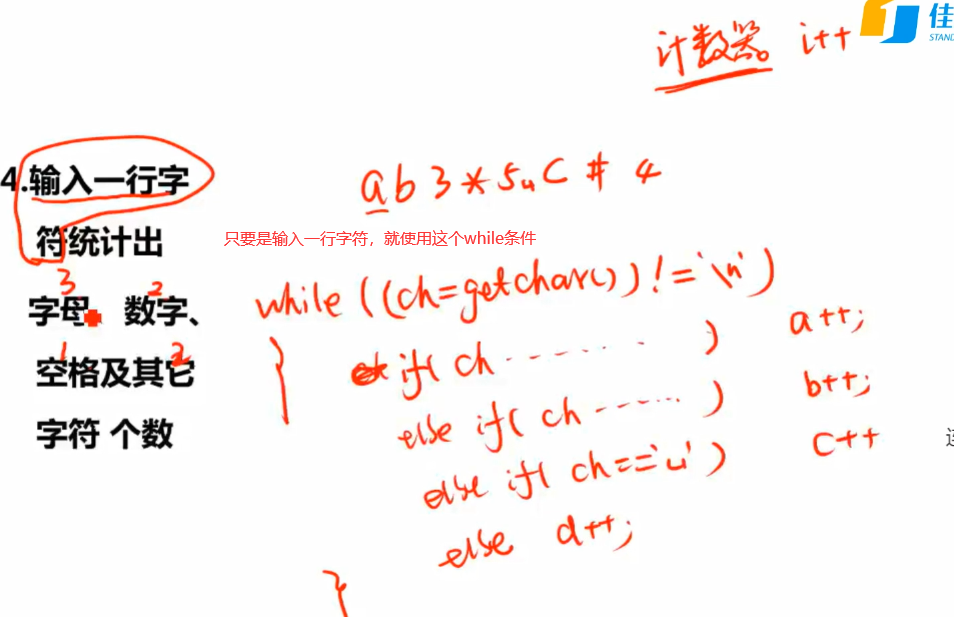 计数器。 i++
佳
STAND
4.输入一行字
符统计出
字母、数字、
空格及其它
字符 个数
3 2
1 2
ab3*5␣C#4
只要是输入一行字符，就使用这个while条件
while((ch=getchar())!='\n')
{
if( ch ······· ) a++;
else if( ch ······ ) b++;
else if( ch=='␣') c++
else d++;
}